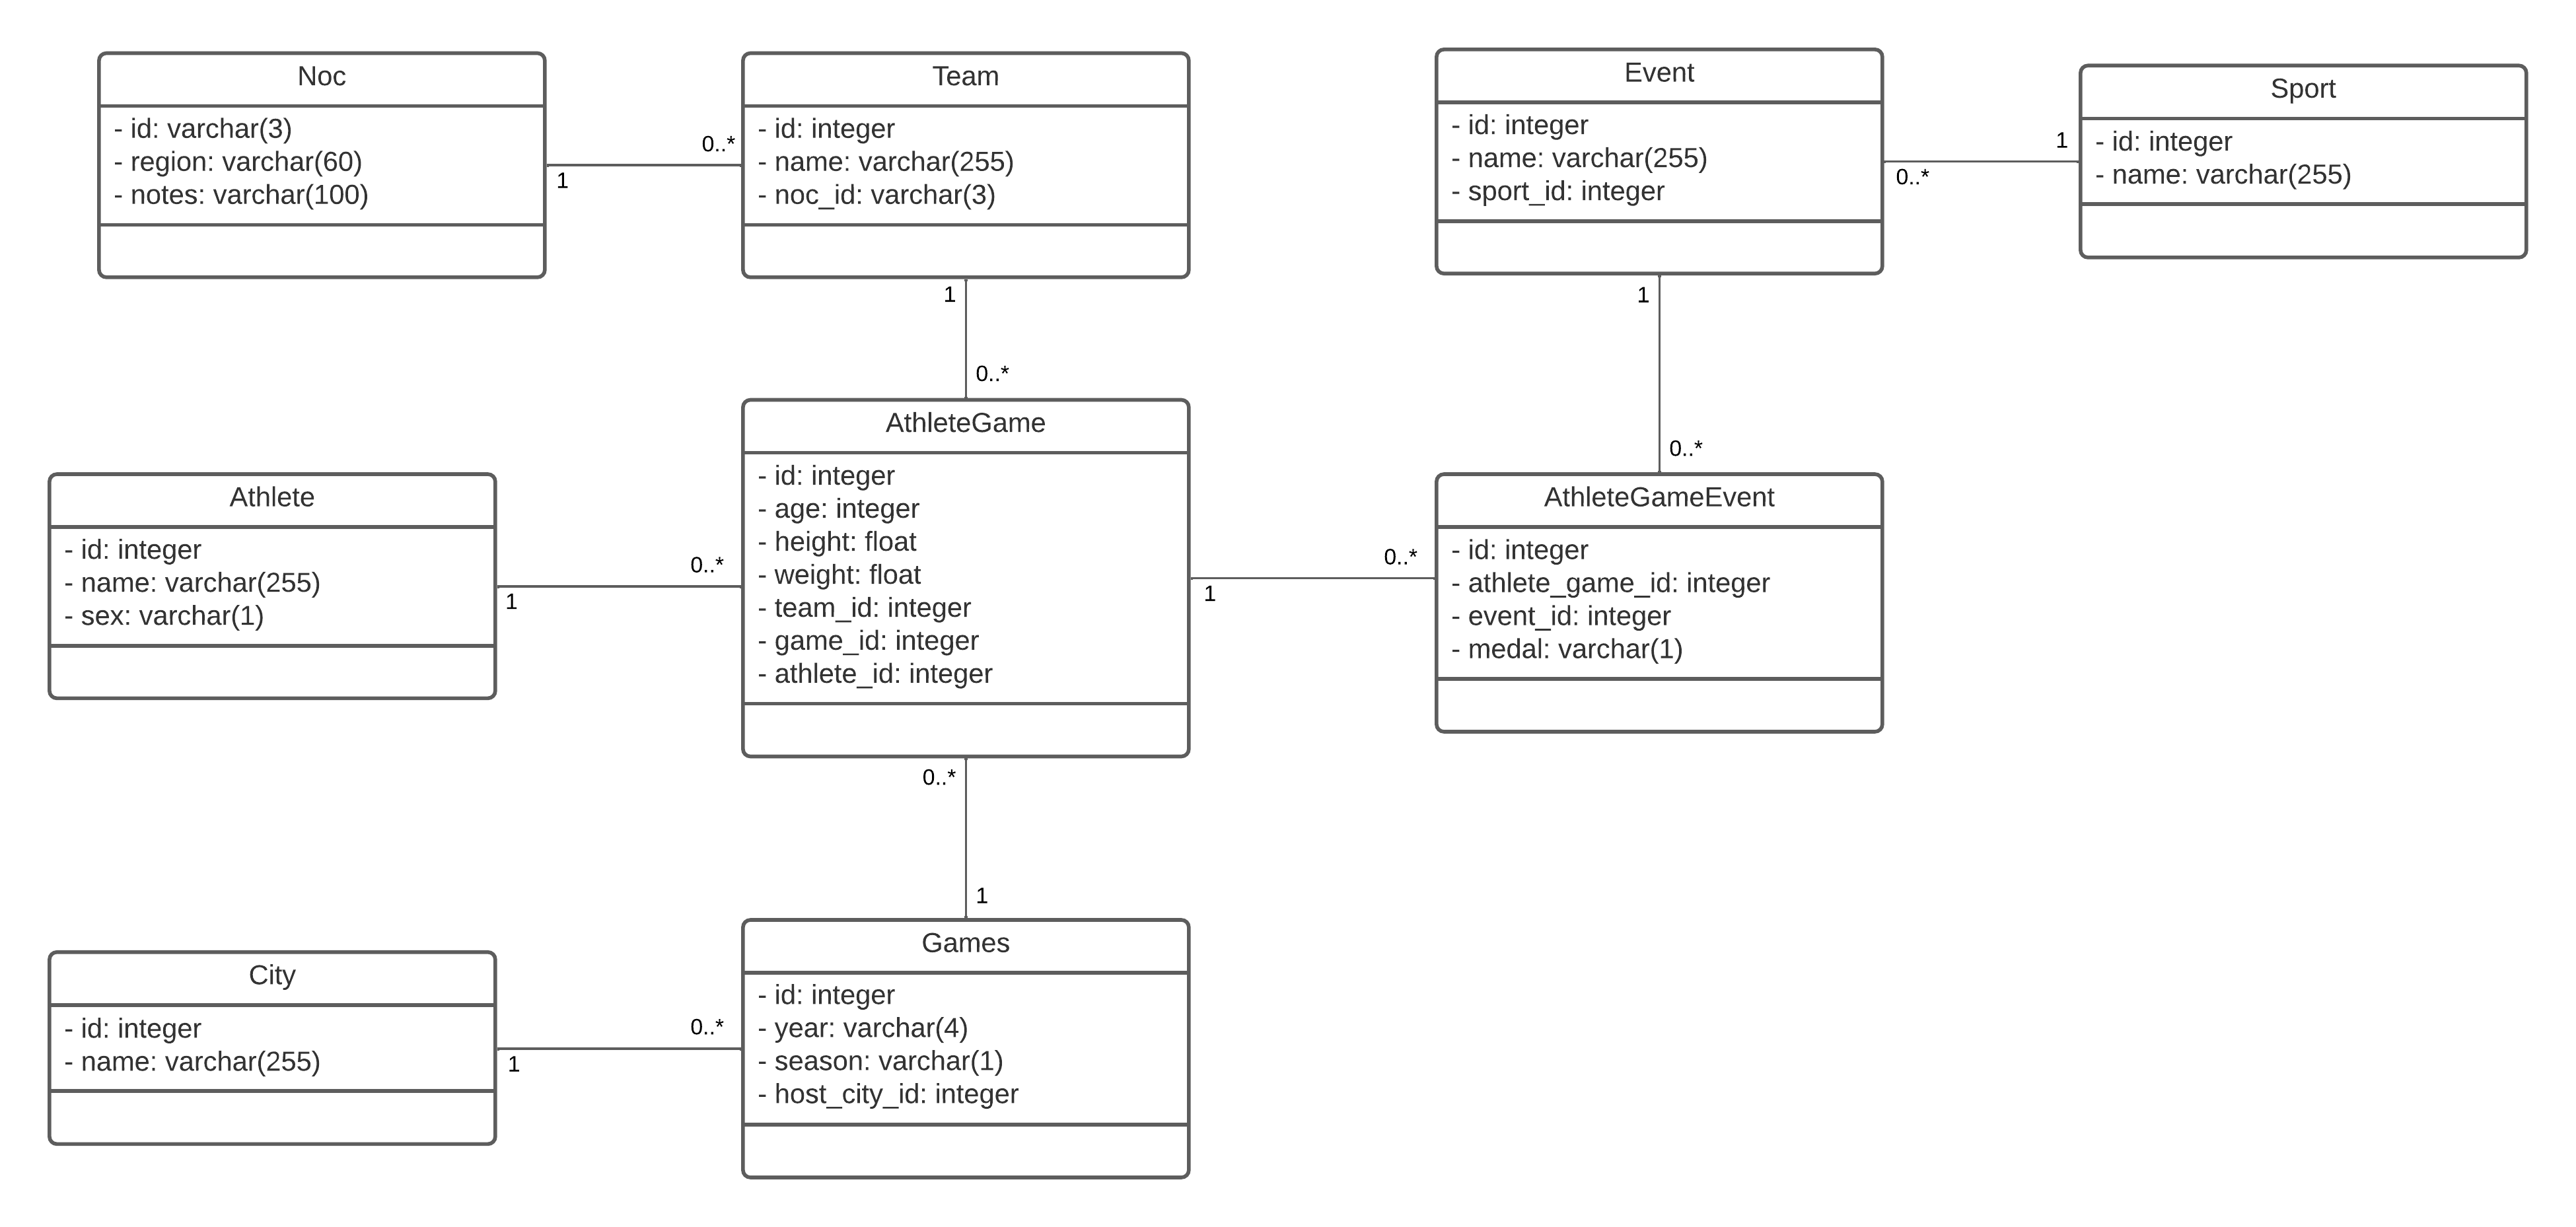 Noc
- id: varchar(3)
- region: varchar(60)
- notes: varchar(100)
1
0..*
Team
- id: integer
- name: varchar(255)
- noc_id: varchar(3)
1
0..*
Event
- id: integer
- name: varchar(255)
- sport_id: integer
0..*
1
Sport
- id: integer
- name: varchar(255)
1
0..*
Athlete
- id: integer
- name: varchar(255)
- sex: varchar(1)
1
0..*
AthleteGame
- id: integer
- age: integer
- height: float
- weight: float
- team_id: integer
- game_id: integer
- athlete_id: integer
1
0..*
AthleteGameEvent
- id: integer
- athlete_game_id: integer
- event_id: integer
- medal: varchar(1)
0..*
1
City
- id: integer
- name: varchar(255)
1
0..*
Games
- id: integer
- year: varchar(4)
- season: varchar(1)
- host_city_id: integer